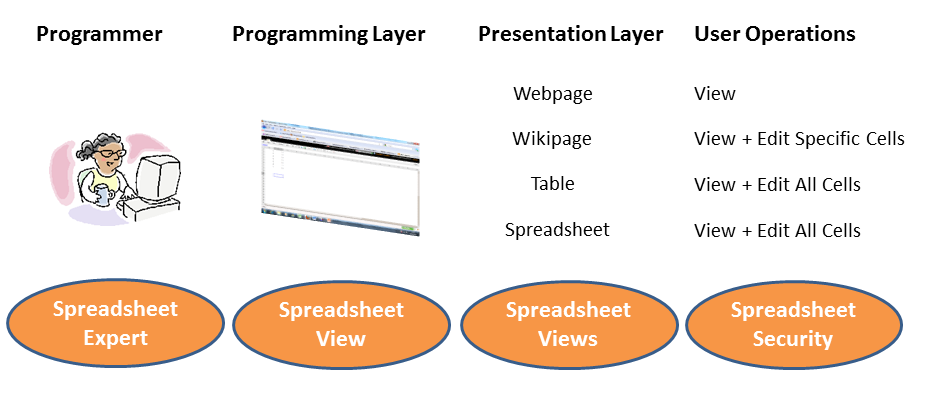 Programmer
Programming Layer
Presentation Layer
User Operations
Webpage
View
Wikipage
View + Edit Specific Cells
Table
View + Edit All Cells
Spreadsheet
View + Edit All Cells
Spreadsheet
Expert
Spreadsheet
View
Spreadsheet
Views
Spreadsheet
Security